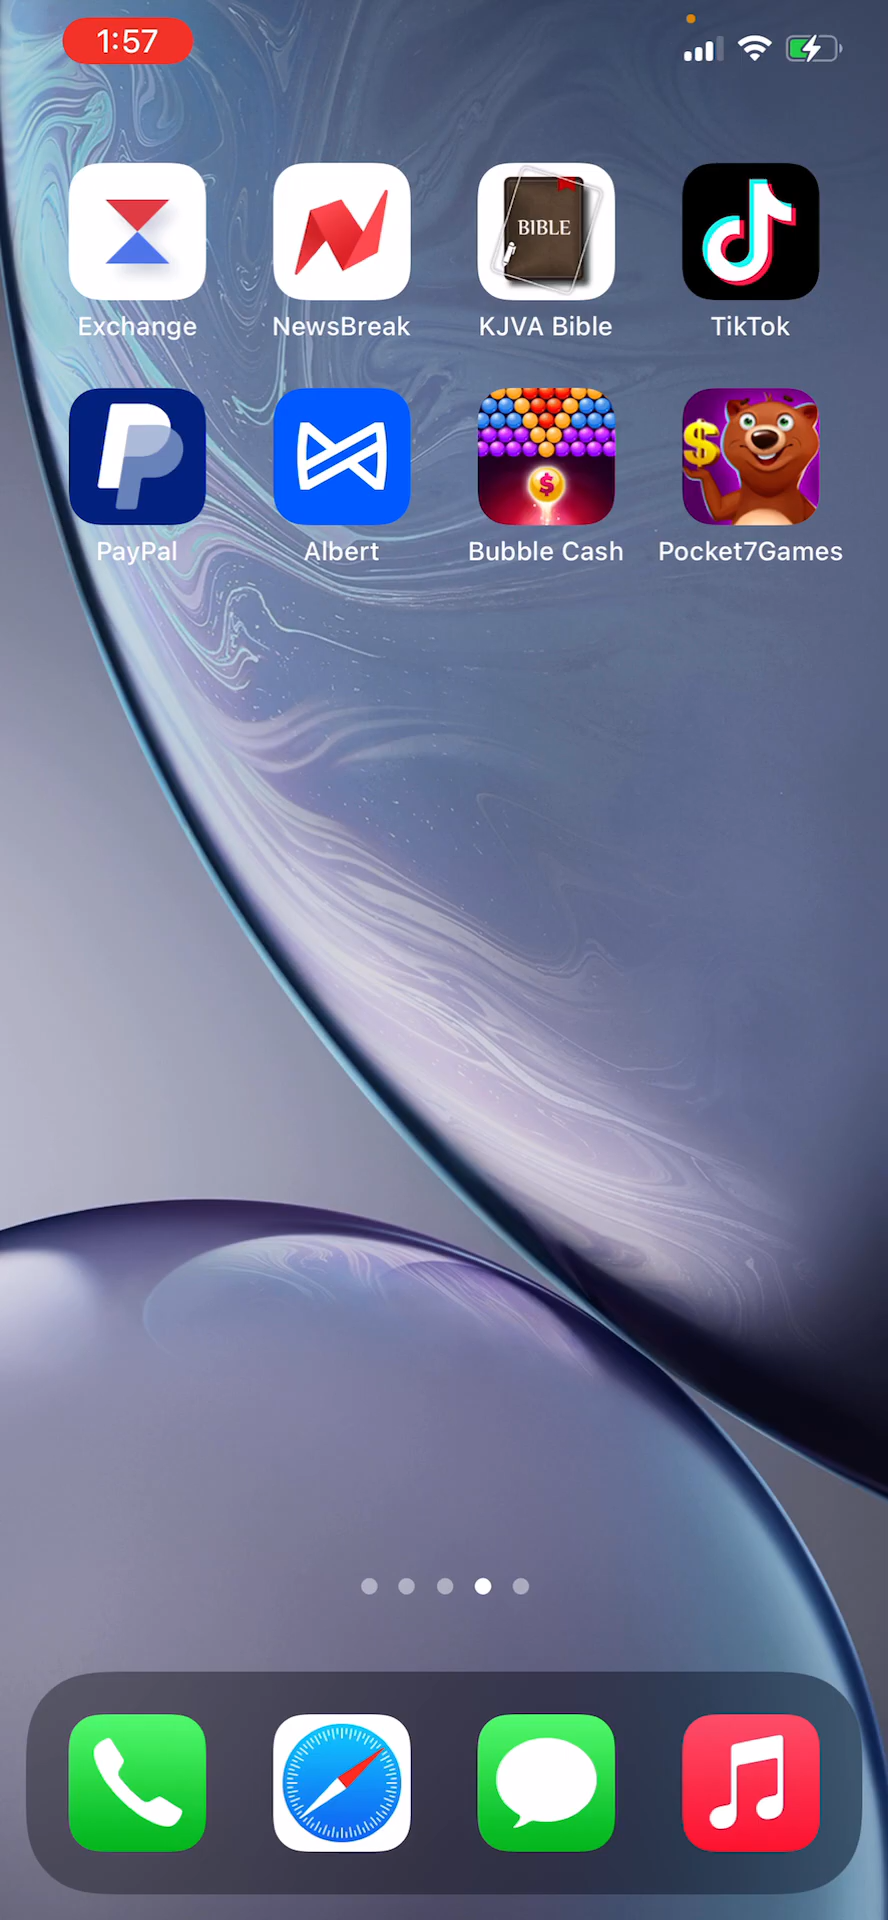 1:57
Exchange
NewsBreak
BIBLE
KJVA Bible
TikTok
$
$
PayPal
Albert
Bubble Cash
Pocket7Games